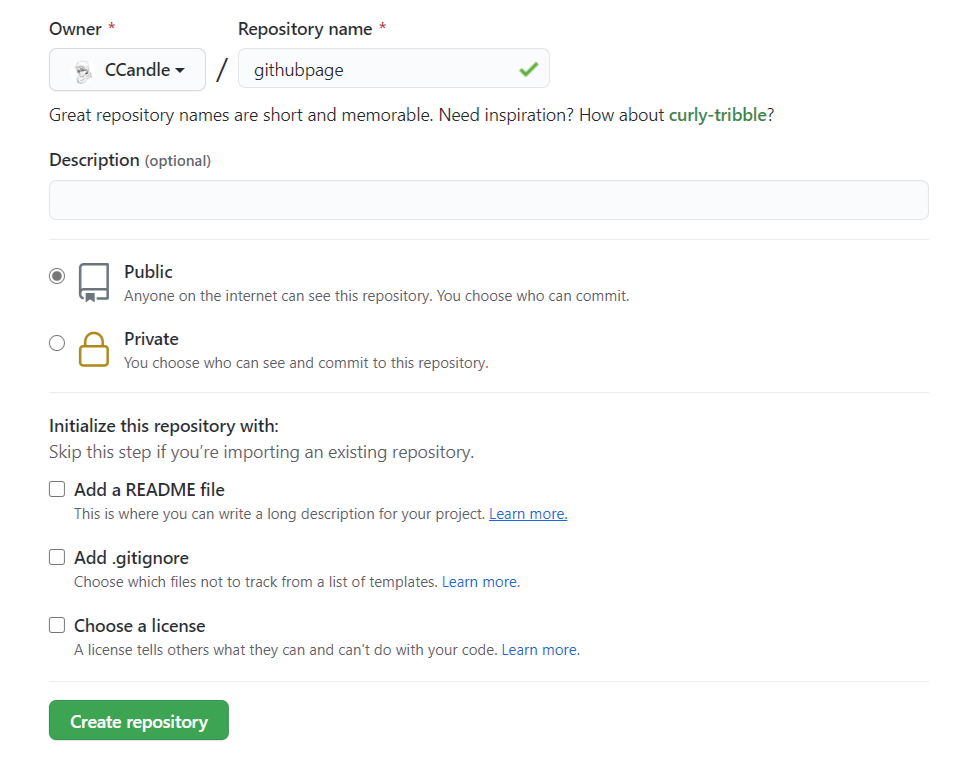 Owner * Repository name *
CCandle / githubpage
Great repository names are short and memorable. Need inspiration? How about curly-tribble?
Description (optional)
Public
Anyone on the internet can see this repository. You choose who can commit.
Private
You choose who can see and commit to this repository.
Initialize this repository with:
Skip this step if you’re importing an existing repository.
Add a README file
This is where you can write a long description for your project. Learn more.
Add .gitignore
Choose which files not to track from a list of templates. Learn more.
Choose a license
A license tells others what they can and can't do with your code. Learn more.
Create repository